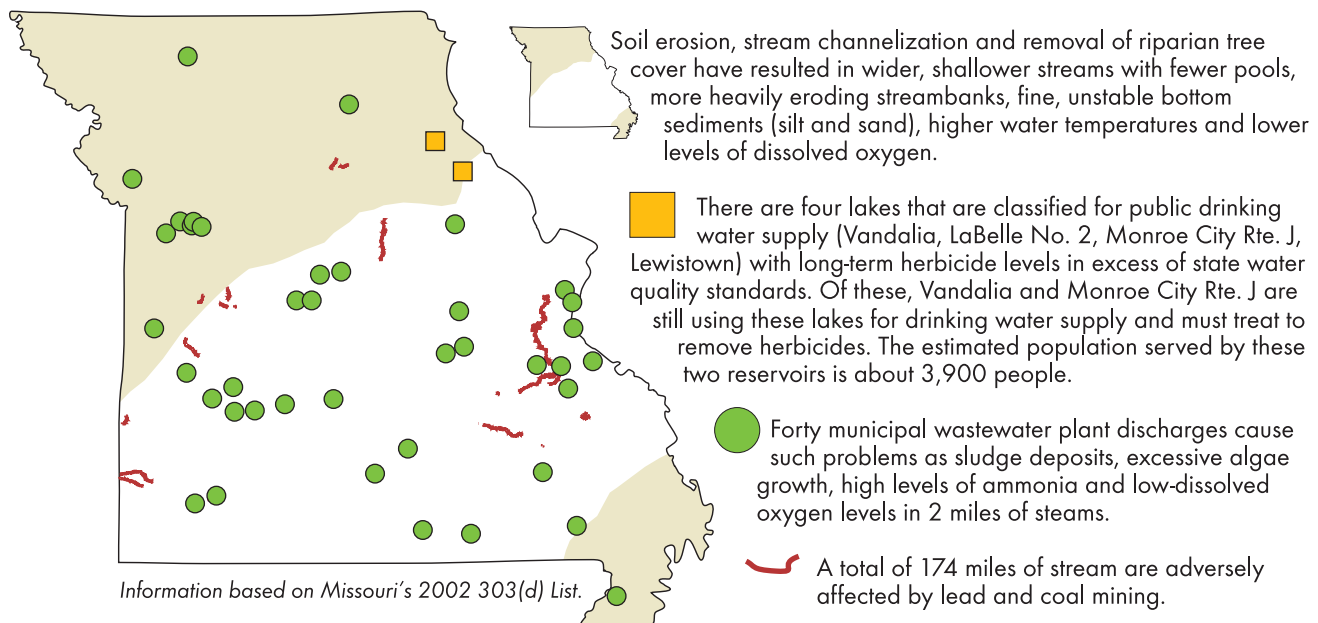 Soil erosion, stream channelization and removal of riparian tree
cover have resulted in wider, shallower streams with fewer pools,
more heavily eroding streambanks, fine, unstable bottom
sediments (silt and sand), higher water temperatures and lower
levels of dissolved oxygen.
There are four lakes that are classified for public drinking
water supply (Vandalia, LaBelle No. 2, Monroe City Rte. J,
Lewistown) with long-term herbicide levels in excess of state water
quality standards. Of these, Vandalia and Monroe City Rte. J are
still using these lakes for drinking water supply and must treat to
remove herbicides. The estimated population served by these
two reservoirs is about 3,900 people.
Forty municipal wastewater plant discharges cause
such problems as sludge deposits, excessive algae
growth, high levels of ammonia and low-dissolved
oxygen levels in 2 miles of steams.
A total of 174 miles of stream are adversely
affected by lead and coal mining.
Information based on Missouri's 2002 303(d) List.